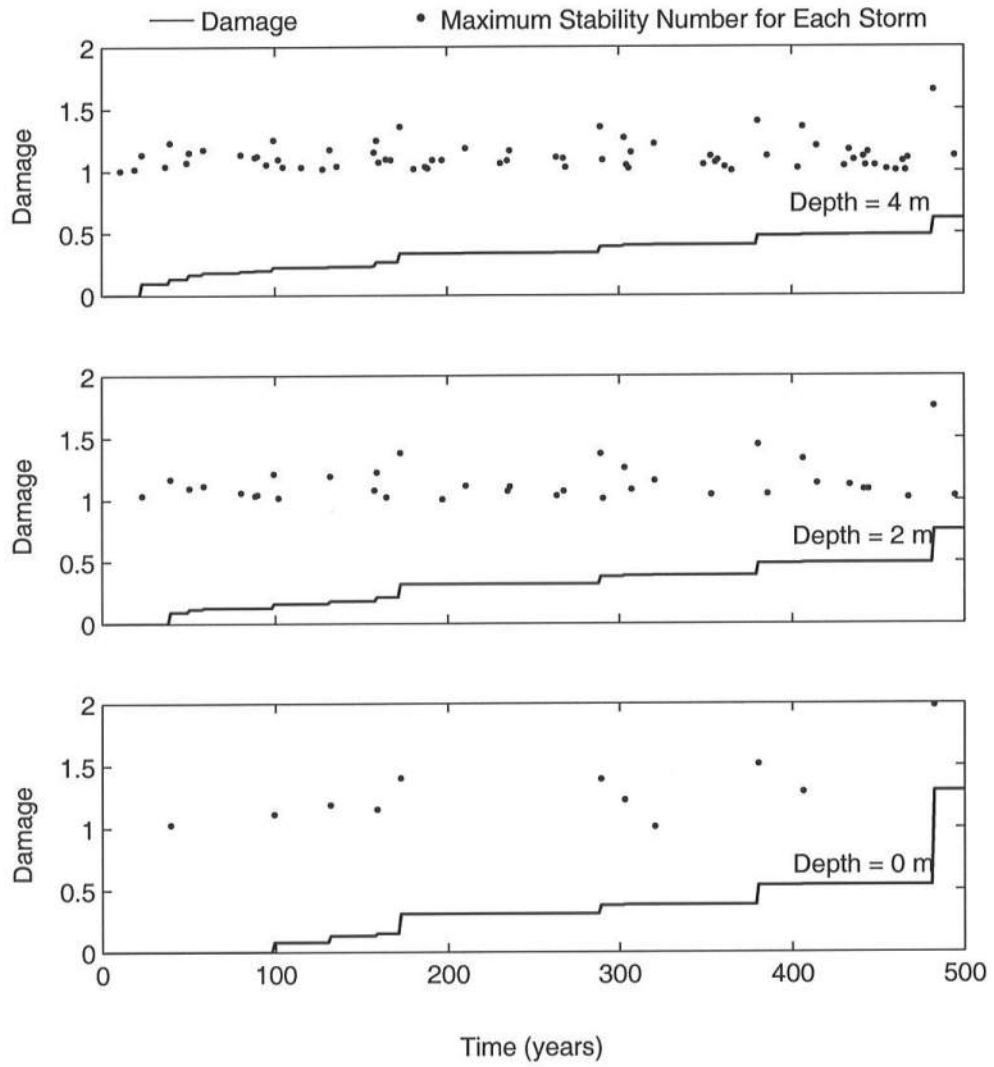 Damage
Maximum Stability Number for Each Storm
2
1.5
1
0.5
0
Damage
Depth = 4 m
2
1.5
1
0.5
0
Damage
Depth = 2 m
2
1.5
1
0.5
0
Damage
Depth = 0 m
0
100
200
300
400
500
Time (years)